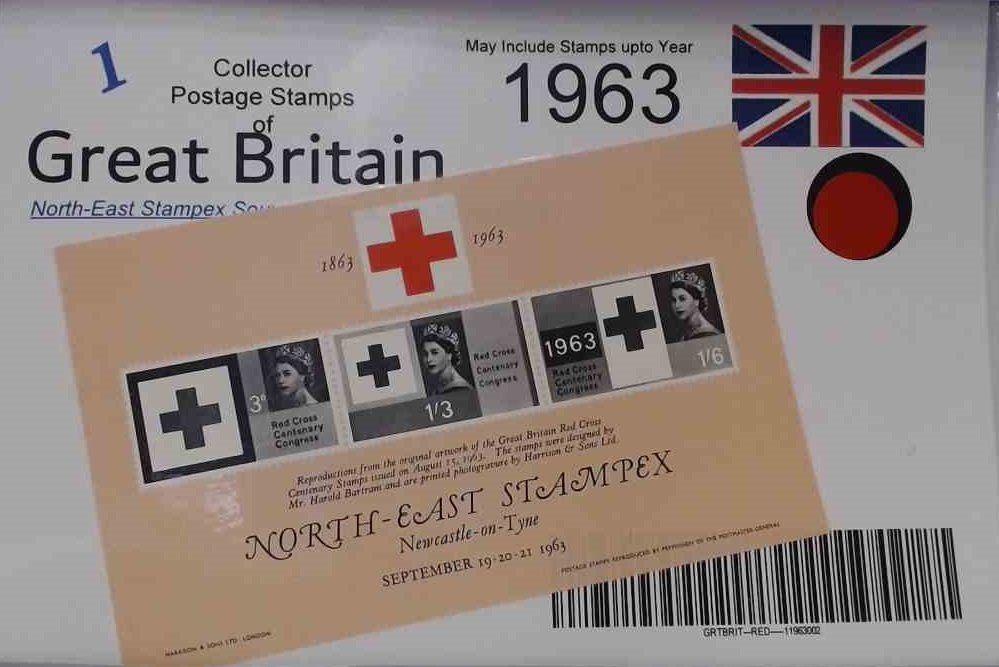 1
Collector
Postage Stamps
of
Great Britain
North-East Stampex
May Include Stamps upto Year
1963
1863
1963
3d
Red Cross
Centenary
Congress
1/3
Red Cross
Centenary
Congress
1963
Red Cross
Centenary
Congress
1/6
Reproductions from the original artwork of the Great Britain Red Cross
Centenary Stamps issued on August 15, 1963. The stamps were designed by
Mr. Harold Bartram and are printed photogravure by Harrison & Sons Ltd.
NORTH-EAST STAMPEX
Newcastle-on-Tyne
SEPTEMBER 19·20·21 1963
POSTAGE STAMP REPRODUCED BY PERMISSION OF THE POSTMASTER GENERAL
HARRISON & SONS LTD. LONDON
GRTBRIT---RED----11963002